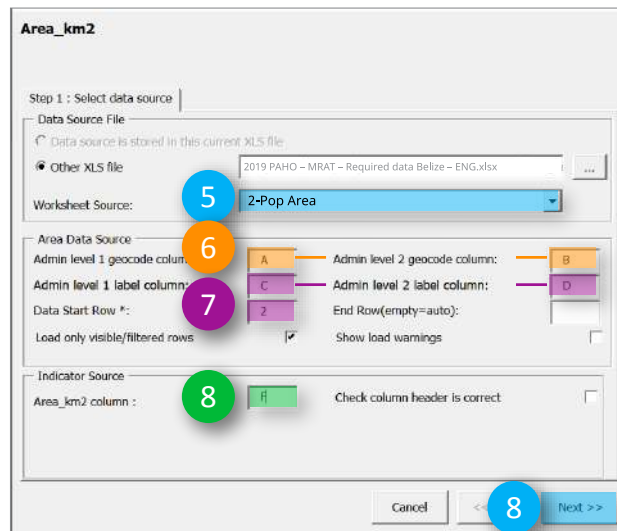 Area_km2
Step 1 : Select data source
Data Source File
Data source is stored in this current XLS file
Other XLS file
2019 PAHO – MRAT – Required data Belize – ENG.xlsx
...
Worksheet Source:
5
2-Pop Area
Area Data Source
6
Admin level 1 geocode colum
A
Admin level 2 geocode column:
B
Admin level 1 label column:
C
Admin level 2 label column:
D
7
Data Start Row *:
2
End Row(empty=auto):
Load only visible/filtered rows
Show load warnings
Indicator Source
Area_km2 column :
8
F
Check column header is correct
Cancel
<<
8
Next >>